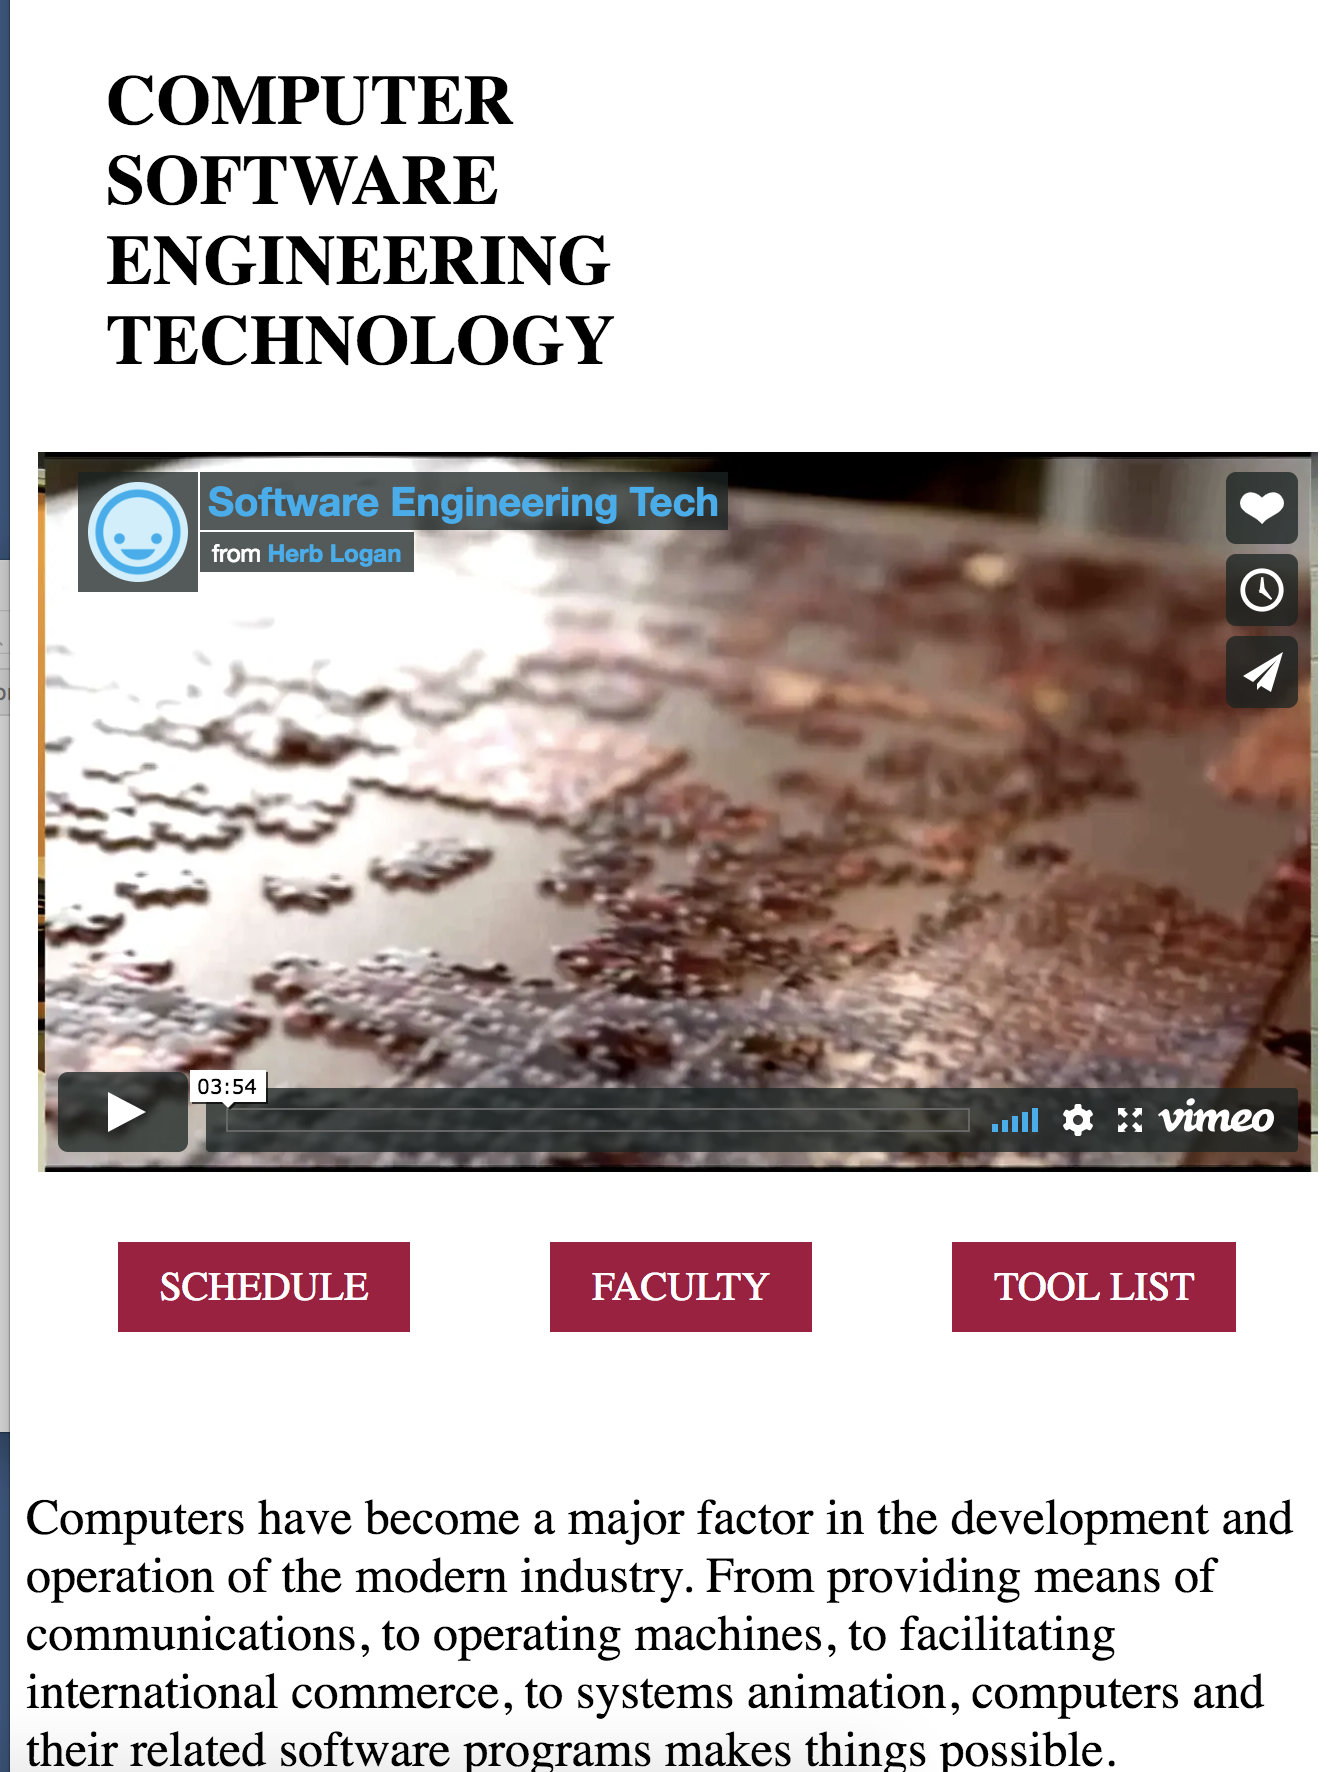 COMPUTER
SOFTWARE
ENGINEERING
TECHNOLOGY
Software Engineering Tech
from Herb Logan
03:54
vimeo
SCHEDULE
FACULTY
TOOL LIST
Computers have become a major factor in the development and
operation of the modern industry. From providing means of
communications, to operating machines, to facilitating
international commerce, to systems animation, computers and
their related software programs makes things possible.